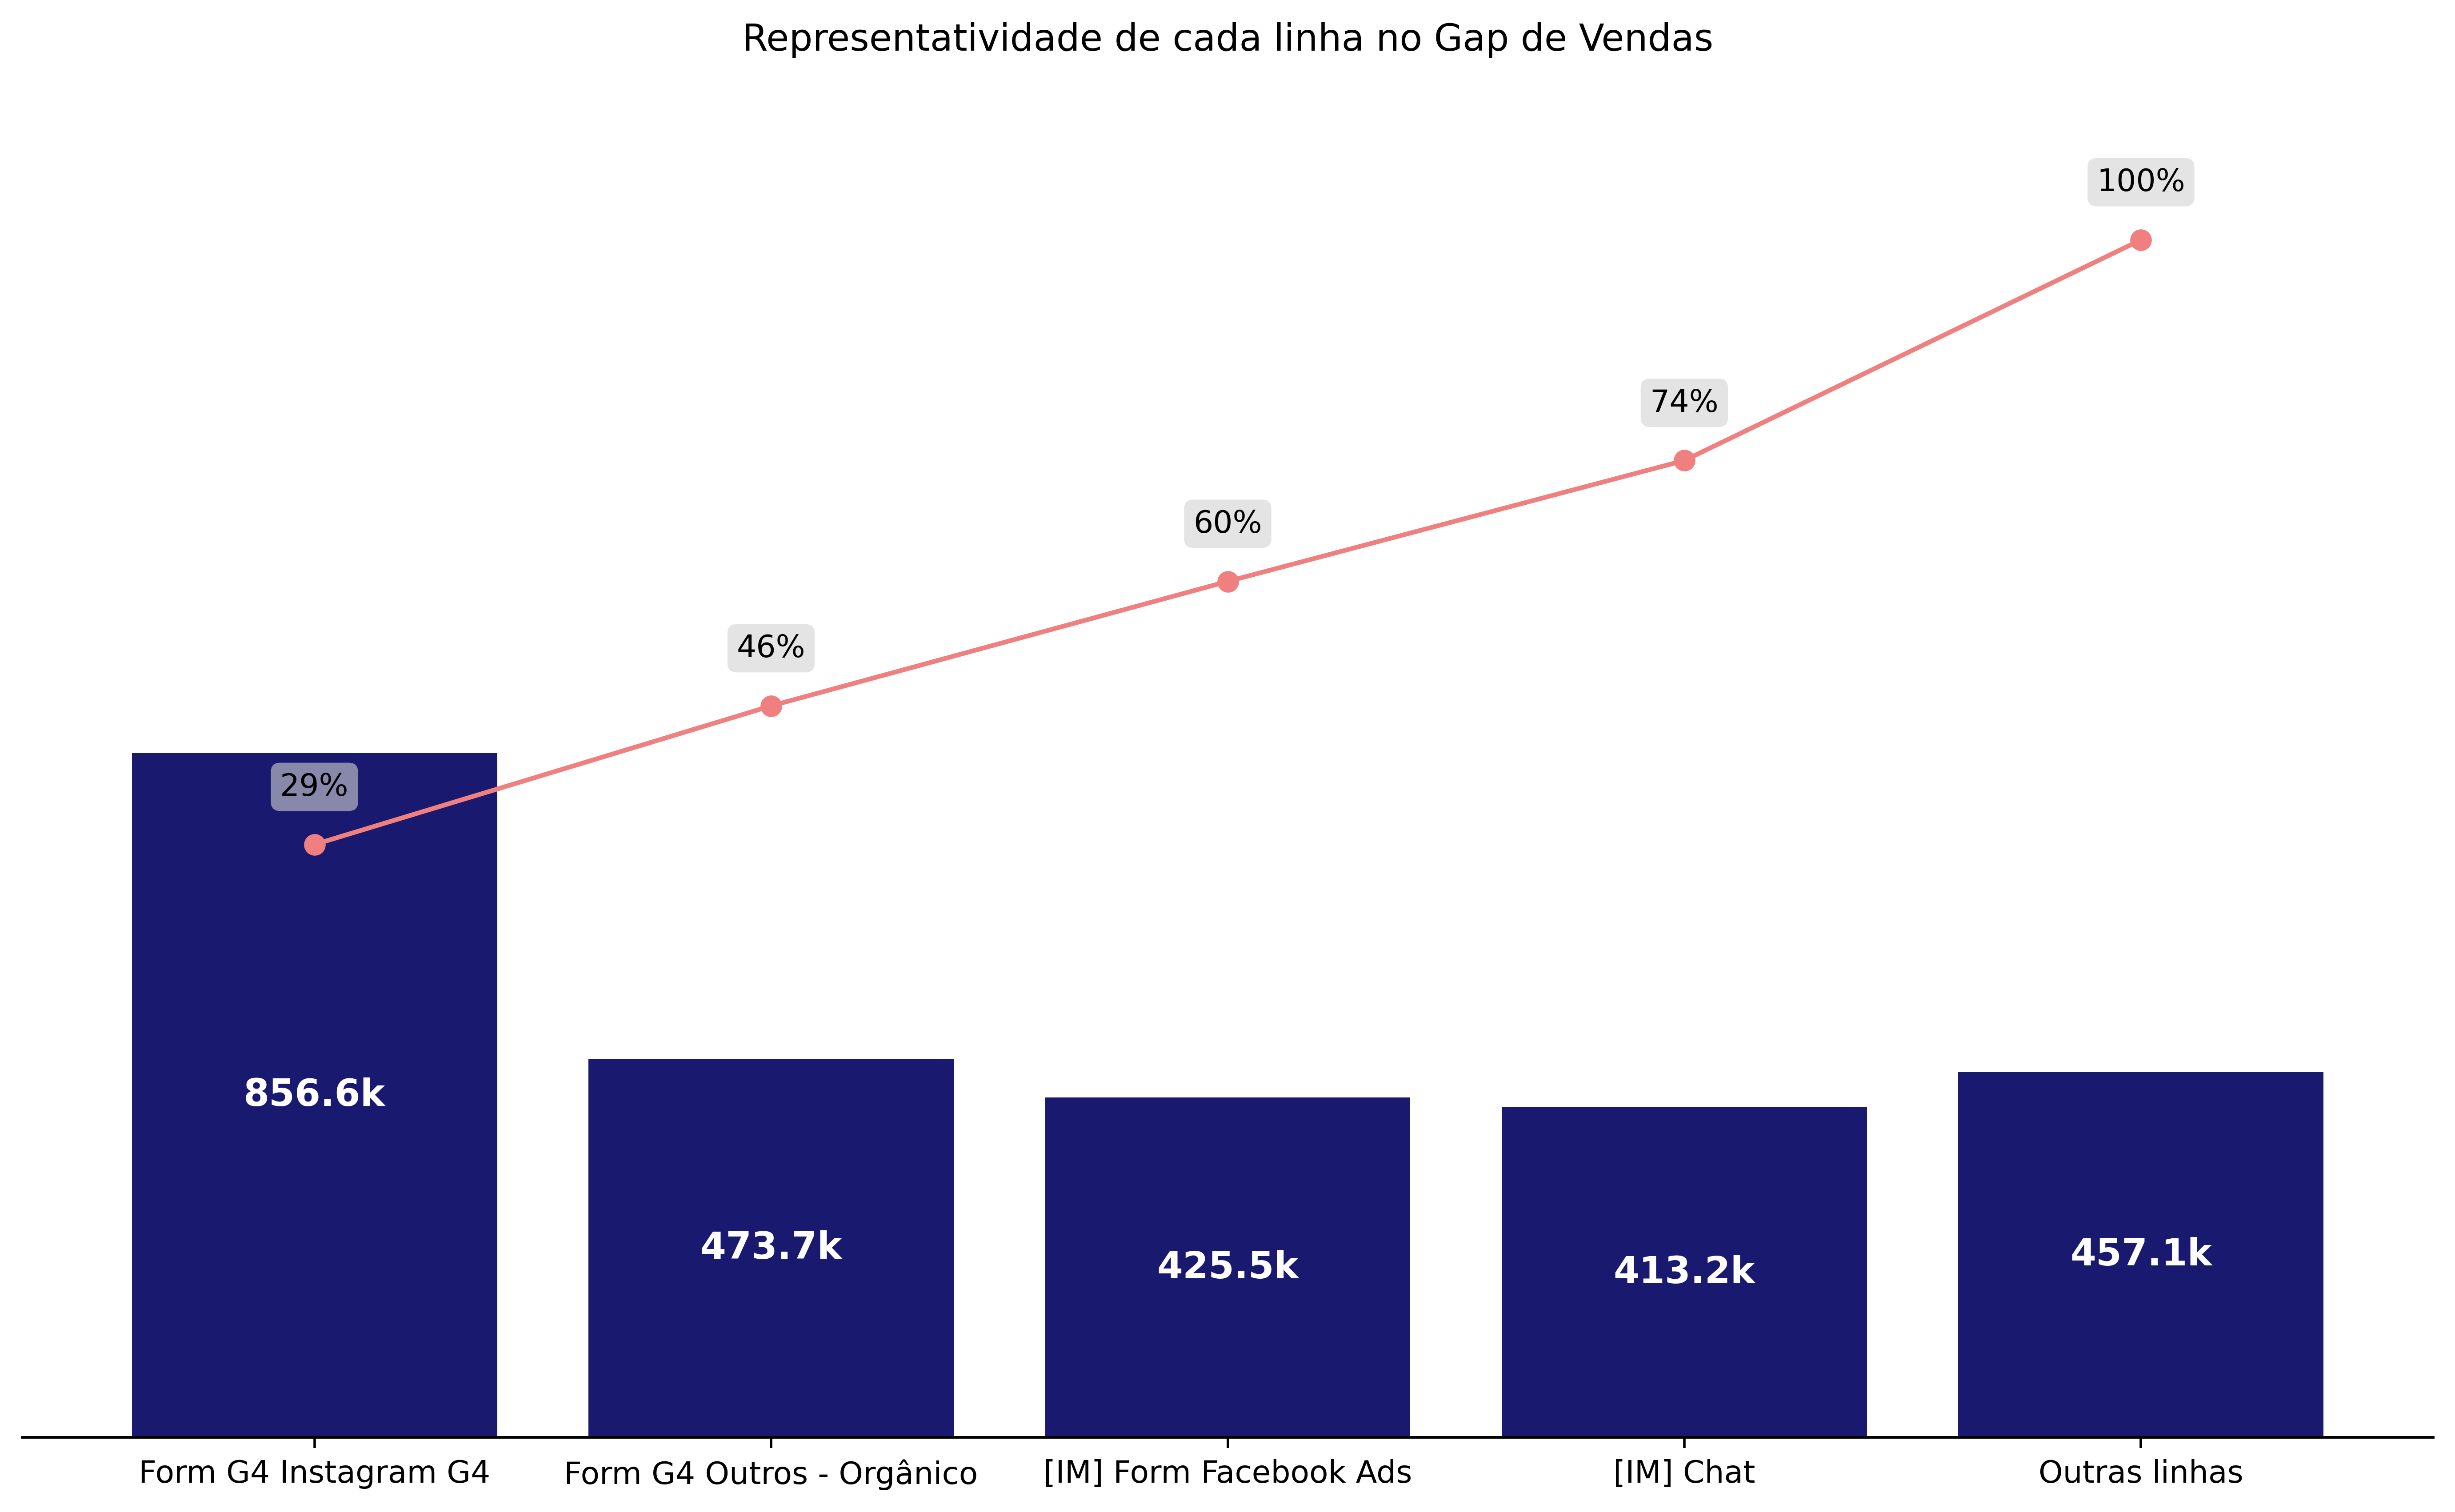 Representatividade de cada linha no Gap de Vendas
100%
74%
60%
46%
29%
856.6k
473.7k
425.5k
413.2k
457.1k
Form G4 Instagram G4
Form G4 Outros - Orgânico
[IM] Form Facebook Ads
[IM] Chat
Outras linhas